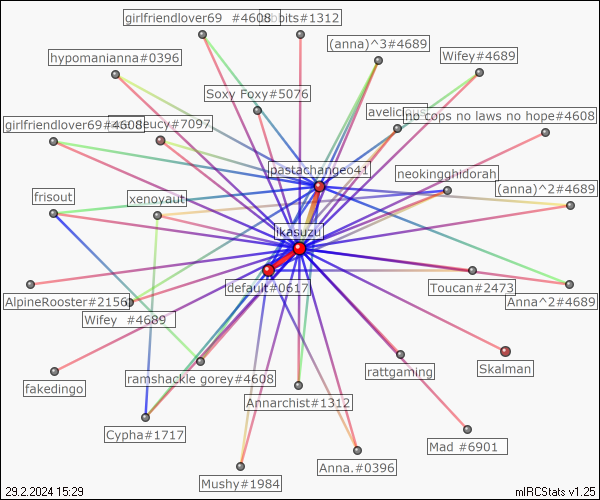 girlfriendlover69 #4608
bits#1312
(anna)^3#4689
hypomanianna#0396
Wifey#4689
Soxy Foxy#5076
no cops no laws no hope#4608
girlfriendlover69#4608
eucy#7097
pastachangeo41
neokingghidorah
(anna)^2#4689
frisout
xenoyaut
ikasuzu
default#0617
Toucan#2473
AlpineRooster#2156
Anna^2#4689
Wifey #4689
Skalman
rattgaming
ramshackle gorey#4608
fakedingo
Annarchist#1312
Cypha#1717
Mad #6901
Anna.#0396
Mushy#1984
29.2.2024 15:29
mIRCStats v1.25